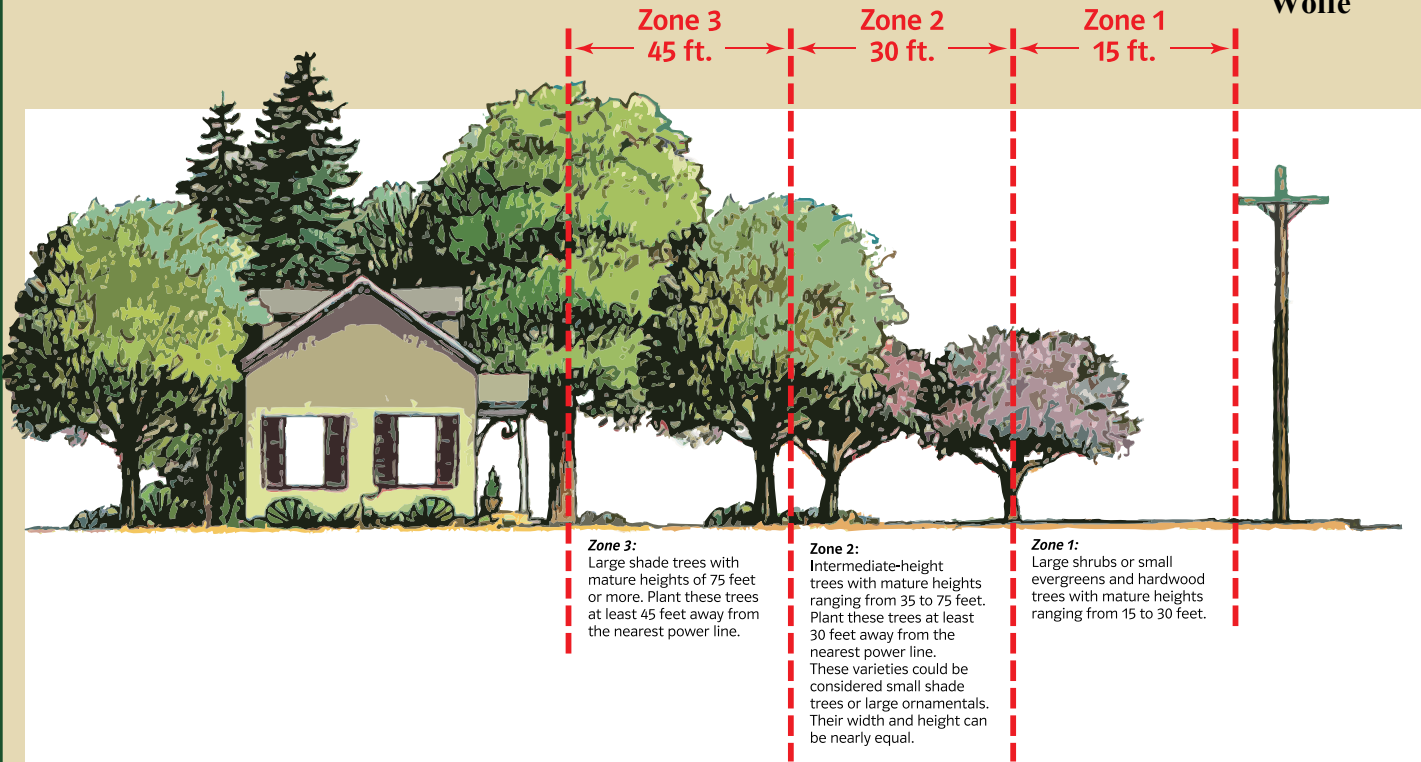 Wolfe
Zone 3
45 ft.
Zone 2
30 ft.
Zone 1
15 ft.
Zone 3:
Large shade trees with
mature heights of 75 feet
or more. Plant these trees
at least 45 feet away from
the nearest power line.
Zone 2:
Intermediate-height
trees with mature heights
ranging from 35 to 75 feet.
Plant these trees at least
30 feet away from the
nearest power line.
These varieties could be
considered small shade
trees or large ornamentals.
Their width and height can
be nearly equal.
Zone 1:
Large shrubs or small
evergreens and hardwood
trees with mature heights
ranging from 15 to 30 feet.